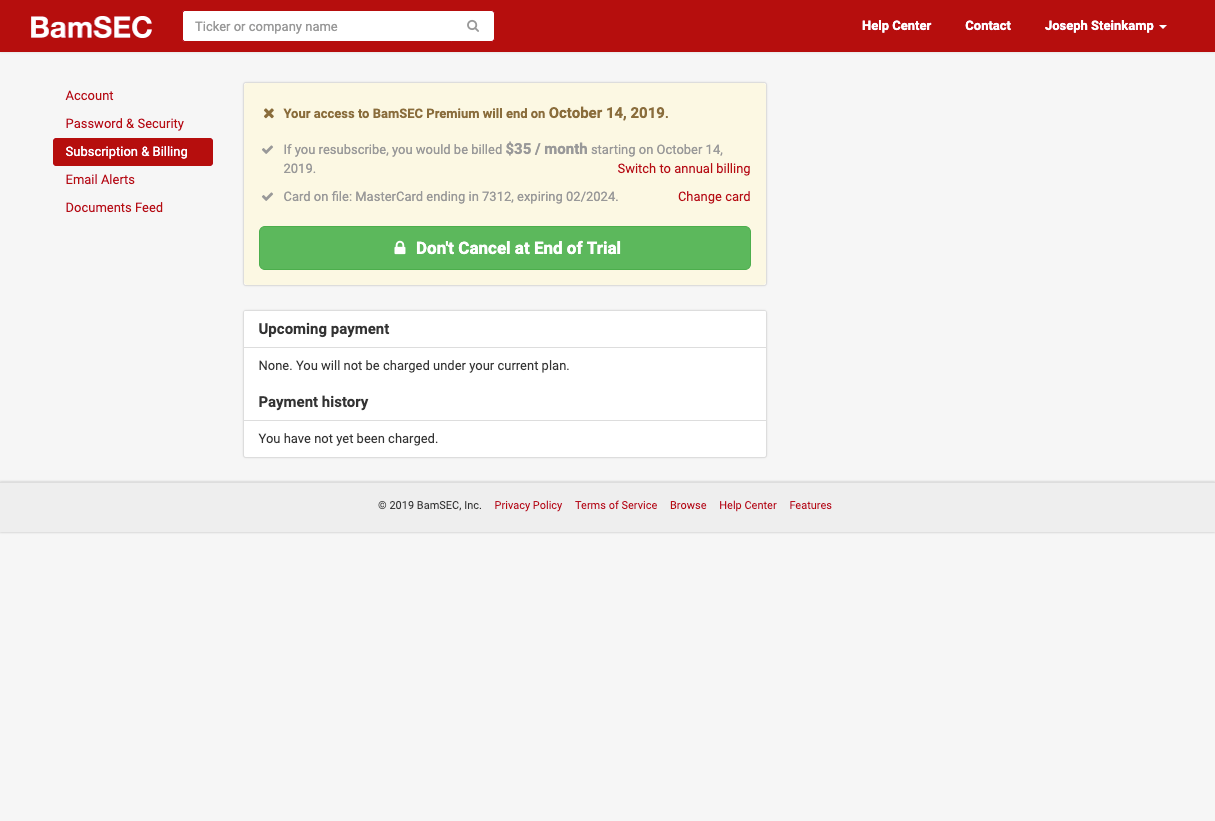 BamSEC
Ticker or company name
Help Center
Contact
Joseph Steinkamp
Account
Password & Security
Subscription & Billing
Email Alerts
Documents Feed
Your access to BamSEC Premium will end on October 14, 2019.
If you resubscribe, you would be billed $35 / month starting on October 14,
2019.
Switch to annual billing
Card on file: MasterCard ending in 7312, expiring 02/2024.
Change card
Don't Cancel at End of Trial
Upcoming payment
None. You will not be charged under your current plan.
Payment history
You have not yet been charged.
© 2019 BamSEC, Inc. Privacy Policy Terms of Service Browse Help Center Features